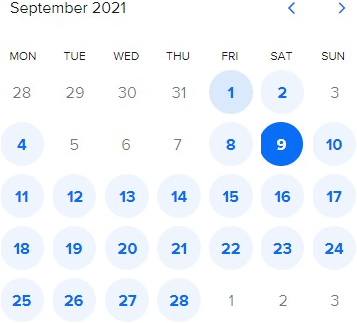 September 2021
MON TUE WED THU FRI SAT SUN
28 29 30 31 1 2 3
4 5 6 7 8 9 10
11 12 13 14 15 16 17
18 19 20 21 22 23 24
25 26 27 28 1 2 3